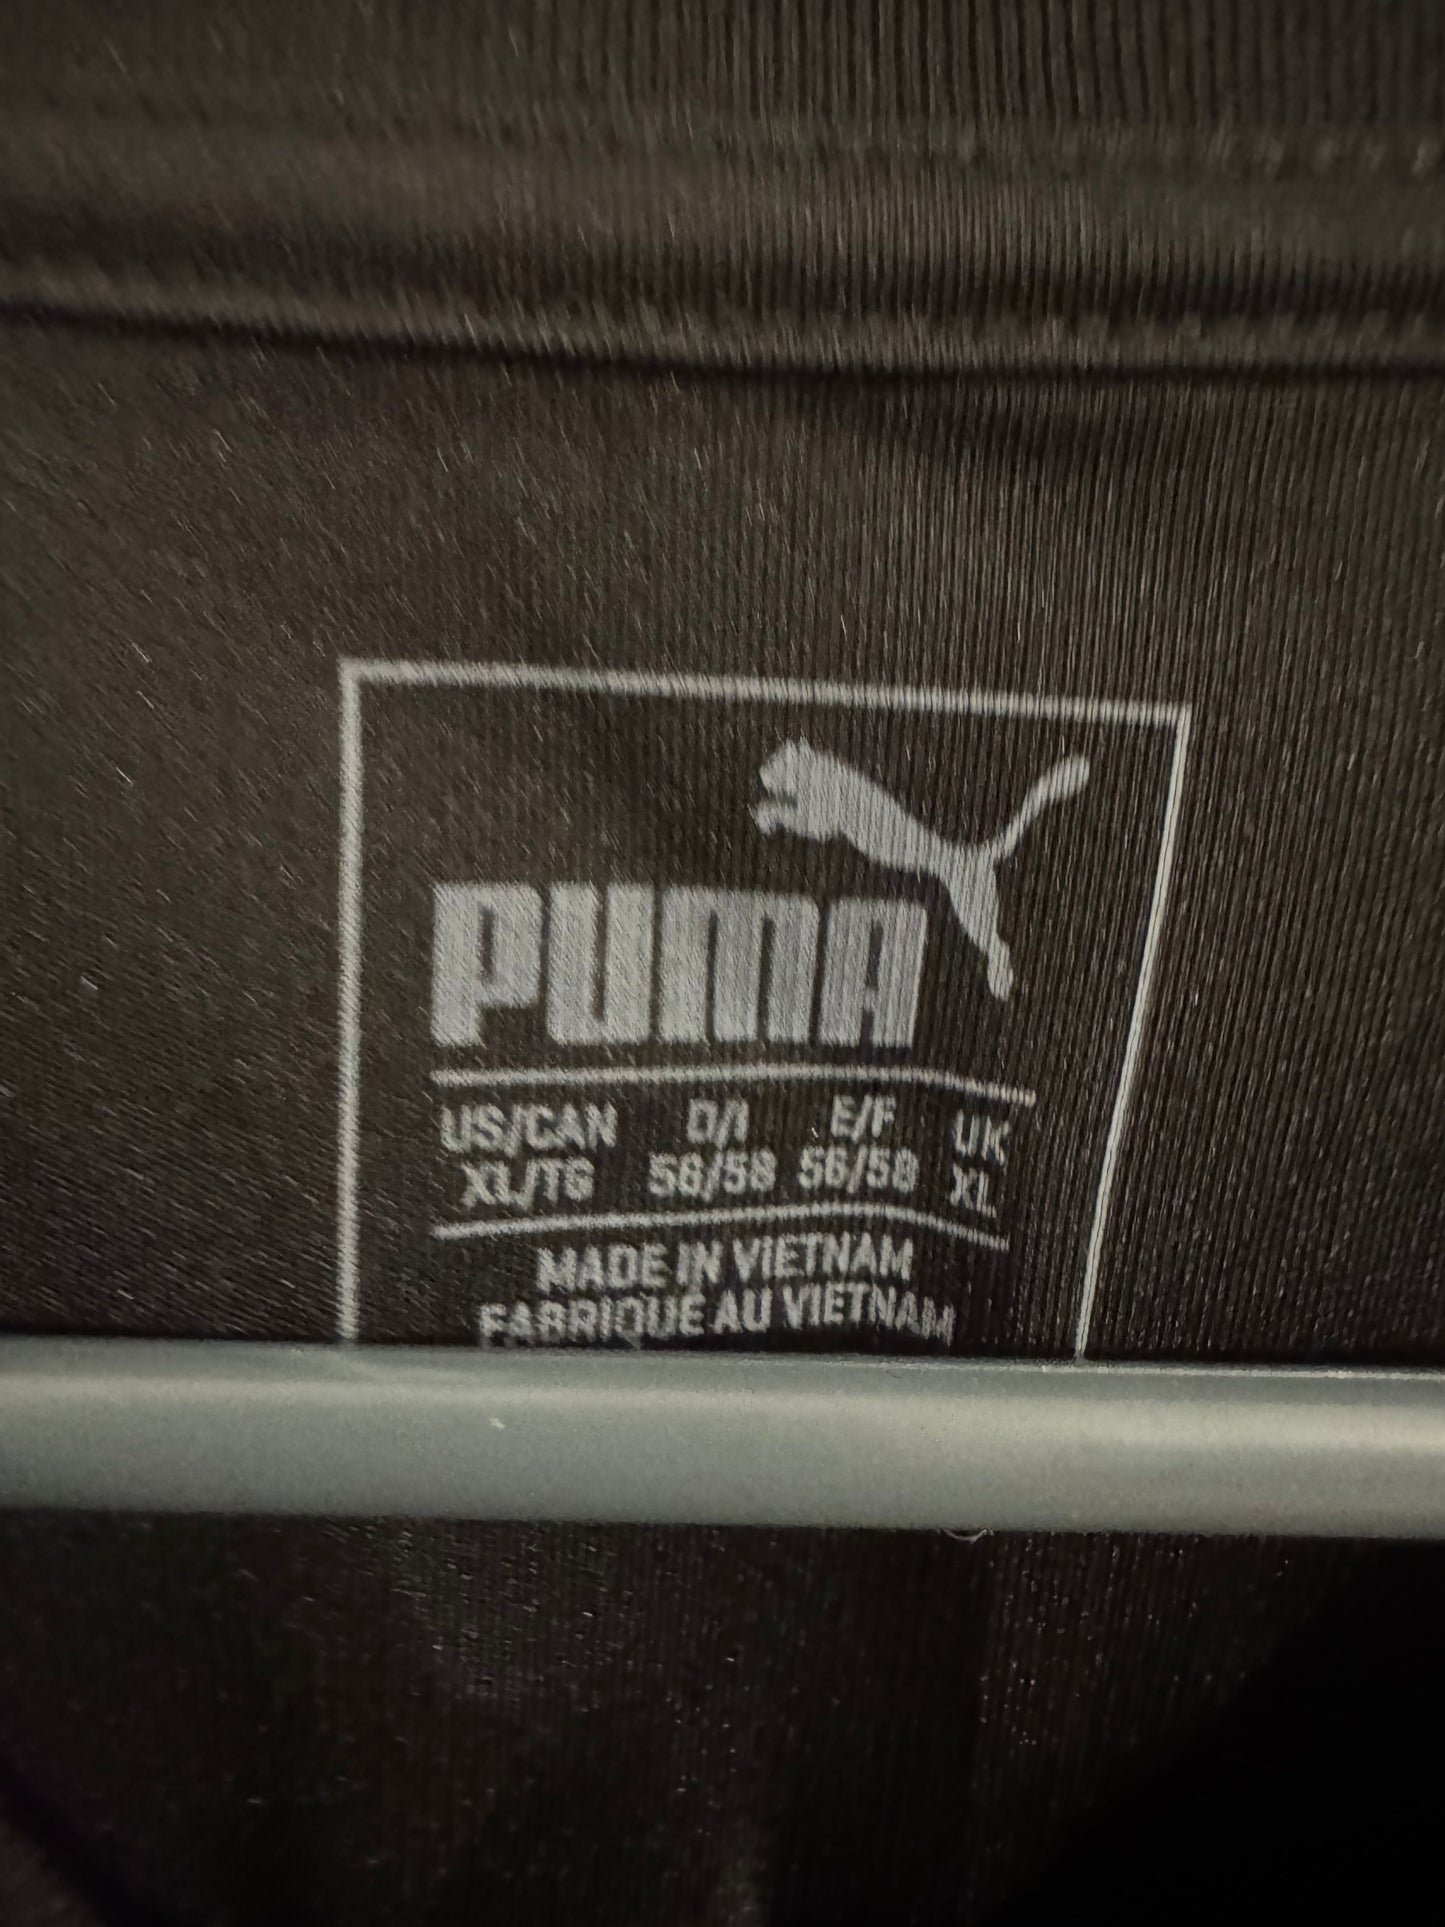 PUMA
US/CAN D/I E/F UK
XL/TG 56/58 56/58 XL
MADE IN VIETNAM
FABRIQUE AU VIETNAM